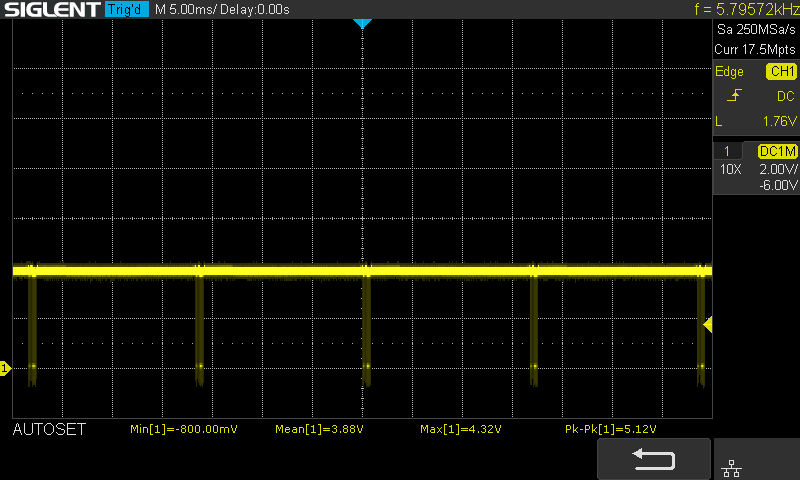 SIGLENT Trig'd M 5.00ms/ Delay:0.00s f = 5.79572kHz
Sa 250MSa/s
Curr 17.5Mpts
Edge CH1
DC
L 1.76V
1 DC1M
10X 2.00V/
-6.00V
1
AUTOSET Min[1]=-800.00mV Mean[1]=3.88V Max[1]=4.32V Pk-Pk[1]=5.12V